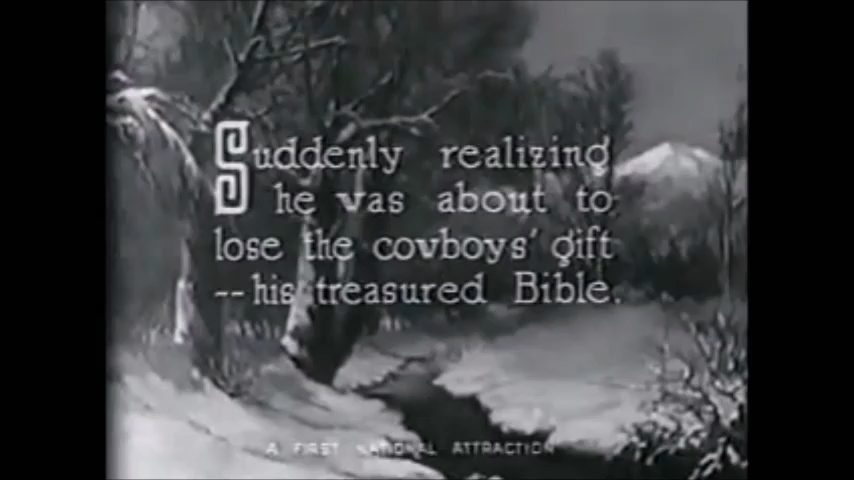 Suddenly realizing
he was about to
lose the cowboys' gift
--his treasured Bible.
A FIRST NATIONAL ATTRACTION